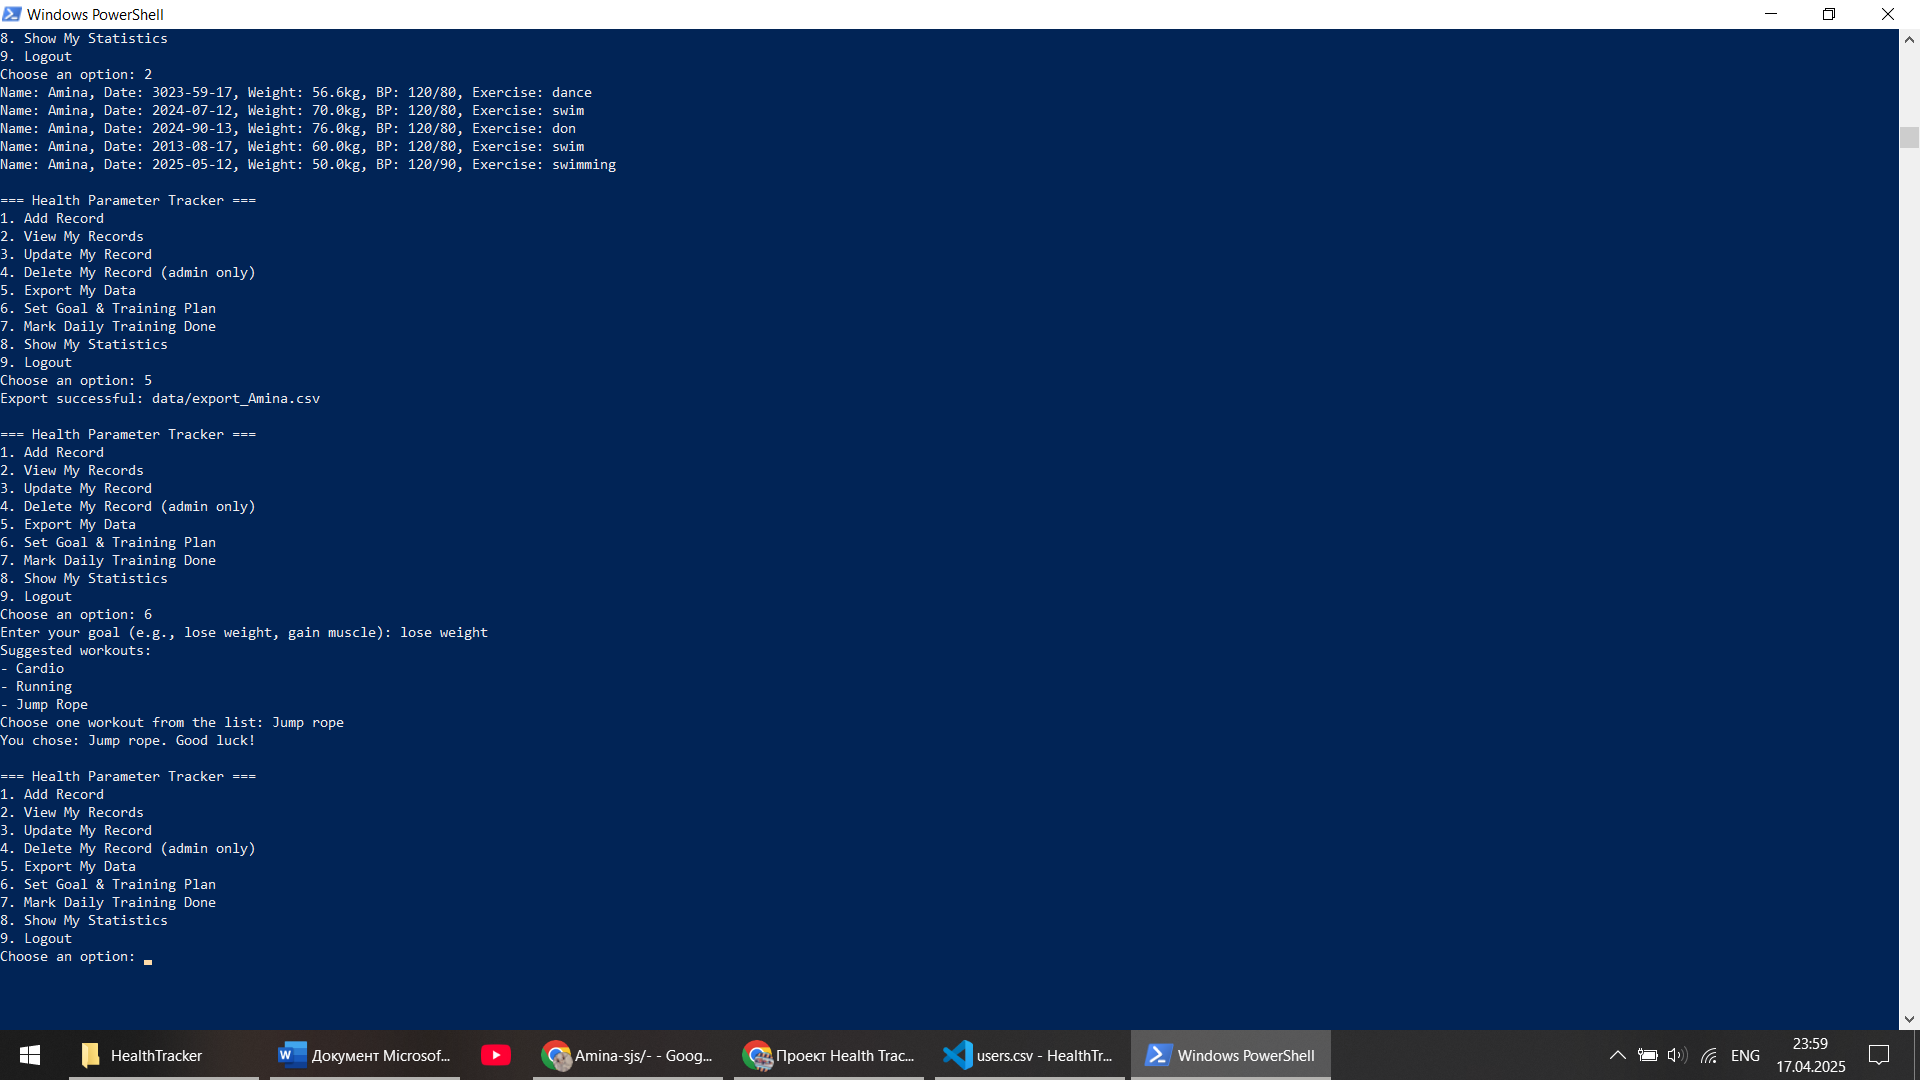 Windows PowerShell
8. Show My Statistics
9. Logout
Choose an option: 2
Name: Amina, Date: 3023-59-17, Weight: 56.6kg, BP: 120/80, Exercise: dance
Name: Amina, Date: 2024-07-12, Weight: 70.0kg, BP: 120/80, Exercise: swim
Name: Amina, Date: 2024-90-13, Weight: 76.0kg, BP: 120/80, Exercise: don
Name: Amina, Date: 2013-08-17, Weight: 60.0kg, BP: 120/80, Exercise: swim
Name: Amina, Date: 2025-05-12, Weight: 50.0kg, BP: 120/90, Exercise: swimming
=== Health Parameter Tracker ===
1. Add Record
2. View My Records
3. Update My Record
4. Delete My Record (admin only)
5. Export My Data
6. Set Goal & Training Plan
7. Mark Daily Training Done
8. Show My Statistics
9. Logout
Choose an option: 5
Export successful: data/export_Amina.csv
=== Health Parameter Tracker ===
1. Add Record
2. View My Records
3. Update My Record
4. Delete My Record (admin only)
5. Export My Data
6. Set Goal & Training Plan
7. Mark Daily Training Done
8. Show My Statistics
9. Logout
Choose an option: 6
Enter your goal (e.g., lose weight, gain muscle): lose weight
Suggested workouts:
- Cardio
- Running
- Jump Rope
Choose one workout from the list: Jump rope
You chose: Jump rope. Good luck!
=== Health Parameter Tracker ===
1. Add Record
2. View My Records
3. Update My Record
4. Delete My Record (admin only)
5. Export My Data
6. Set Goal & Training Plan
7. Mark Daily Training Done
8. Show My Statistics
9. Logout
Choose an option:
HealthTracker
Документ Microsof...
Amina-sjs/- - Goog...
Проект Health Trac...
users.csv - HealthTr...
Windows PowerShell
ENG
23:59
17.04.2025